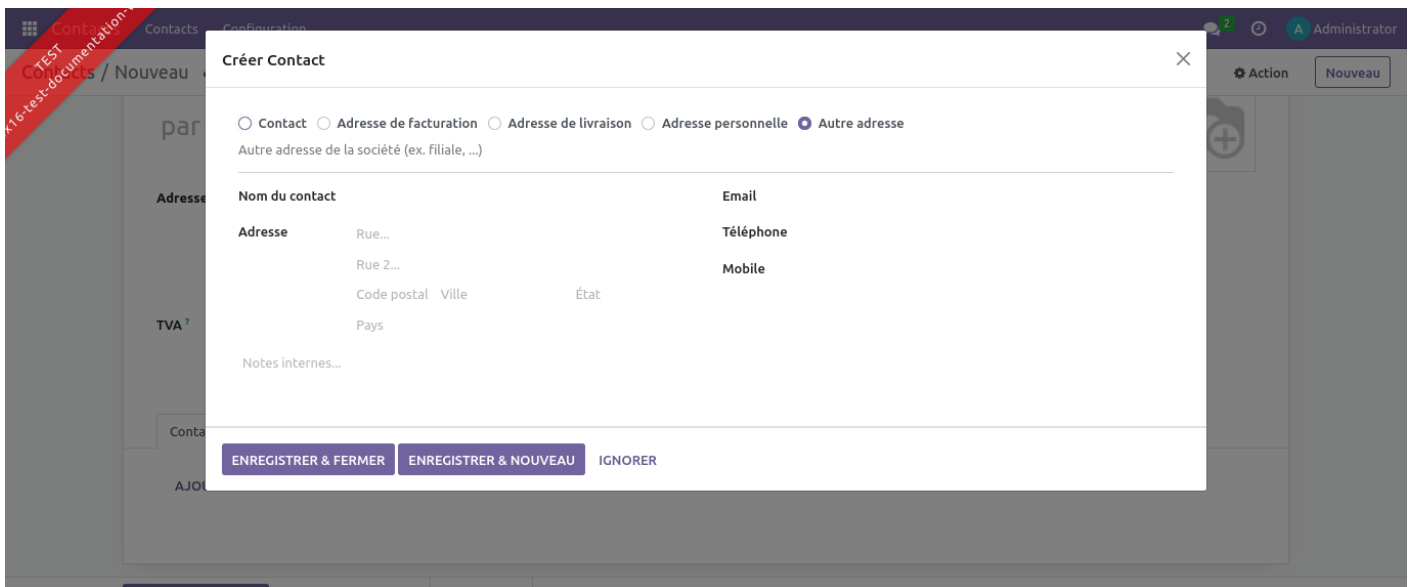 Contacts Contacts Configuration 2 A Administrator
TEST
x16-test-documentation-
Contacts / Nouveau Action Nouveau
Créer Contact
par
Contact Adresse de facturation Adresse de livraison Adresse personnelle Autre adresse
Autre adresse de la société (ex. filiale, ...)
Nom du contact Email
Adresse Rue... Téléphone
Rue 2... Mobile
Code postal Ville État
TVA ? Pays
Notes internes...
Conta
ENREGISTRER & FERMER ENREGISTRER & NOUVEAU IGNORER
AJOU